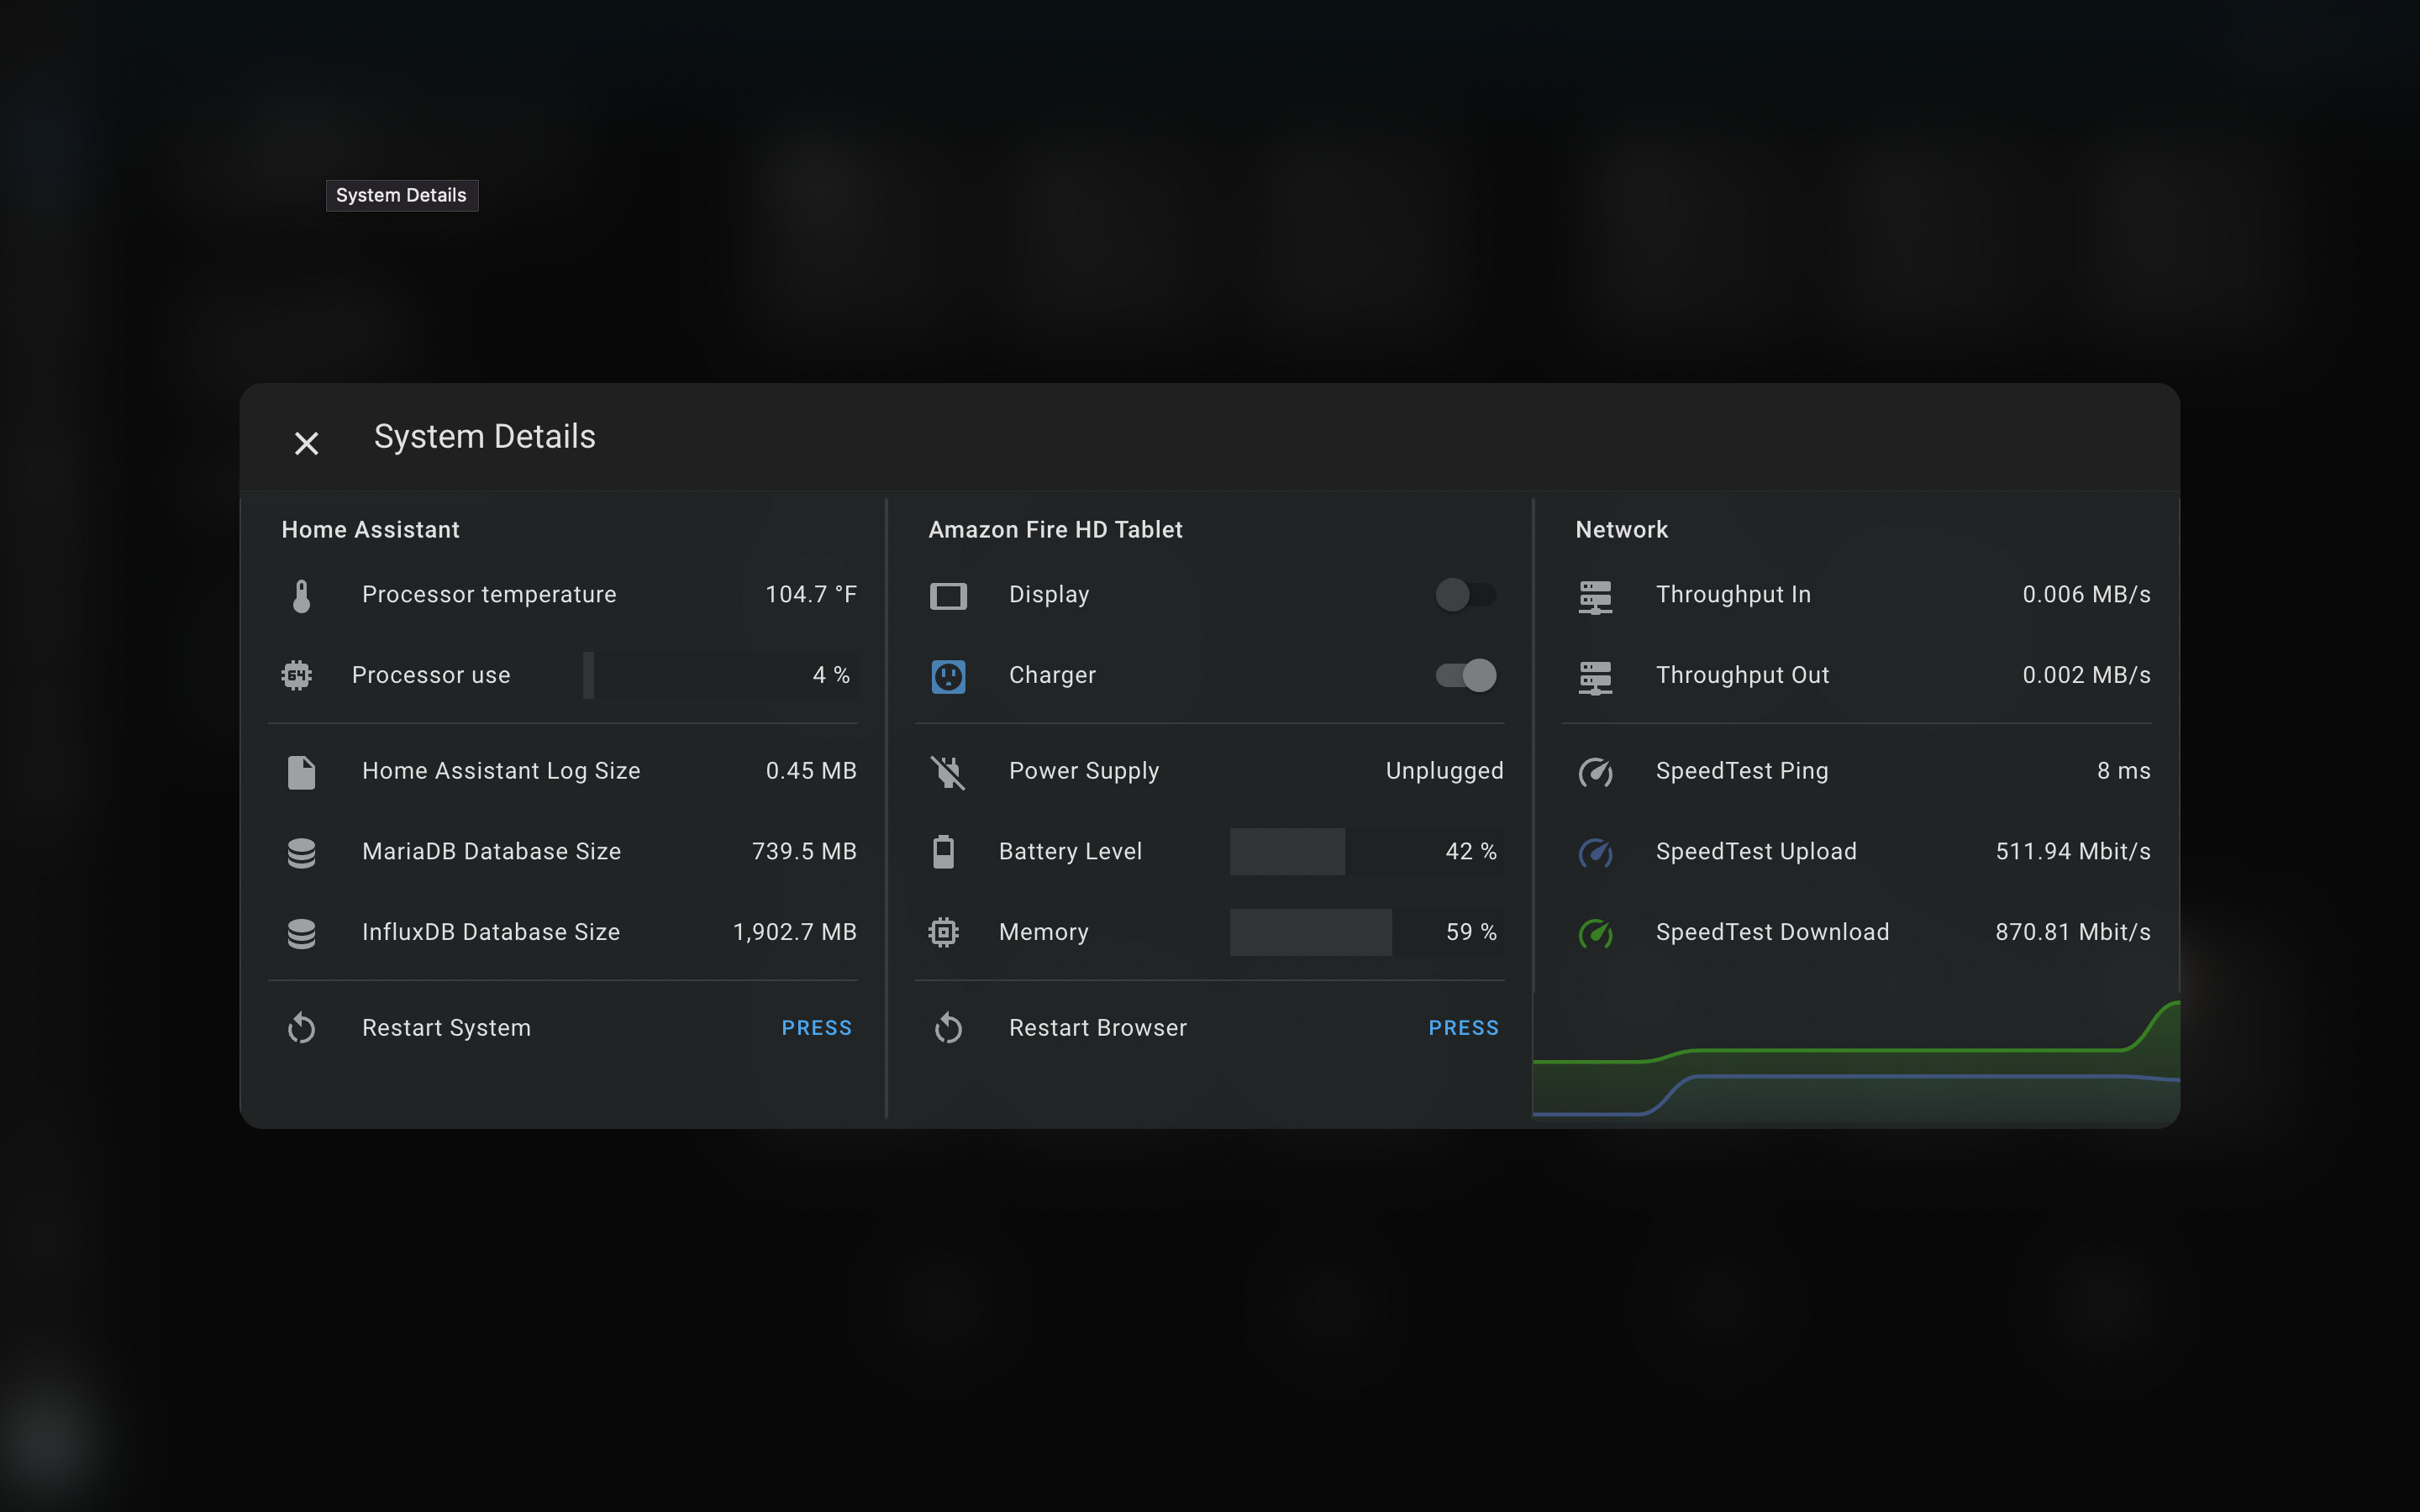 System Details
System Details
Home Assistant
Processor temperature 104.7 °F
64 Processor use 4 %
Home Assistant Log Size 0.45 MB
MariaDB Database Size 739.5 MB
InfluxDB Database Size 1,902.7 MB
Restart System PRESS
Amazon Fire HD Tablet
Display
Charger
Power Supply Unplugged
Battery Level 42 %
Memory 59 %
Restart Browser PRESS
Network
Throughput In 0.006 MB/s
Throughput Out 0.002 MB/s
SpeedTest Ping 8 ms
SpeedTest Upload 511.94 Mbit/s
SpeedTest Download 870.81 Mbit/s